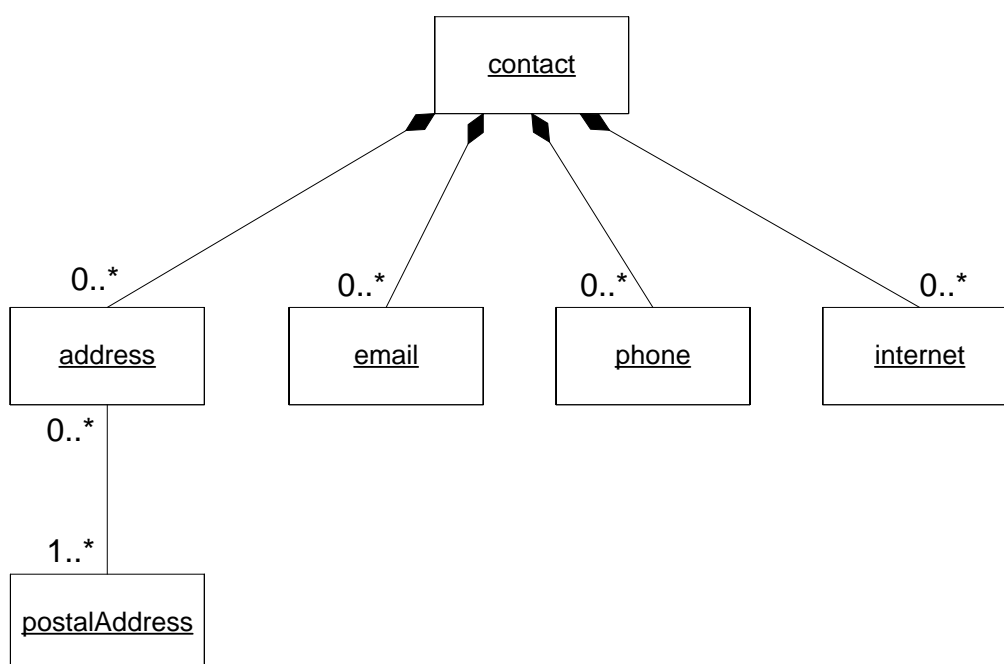 contact
0..*
0..*
0..*
0..*
address
email
phone
internet
0..*
1..*
postalAddress